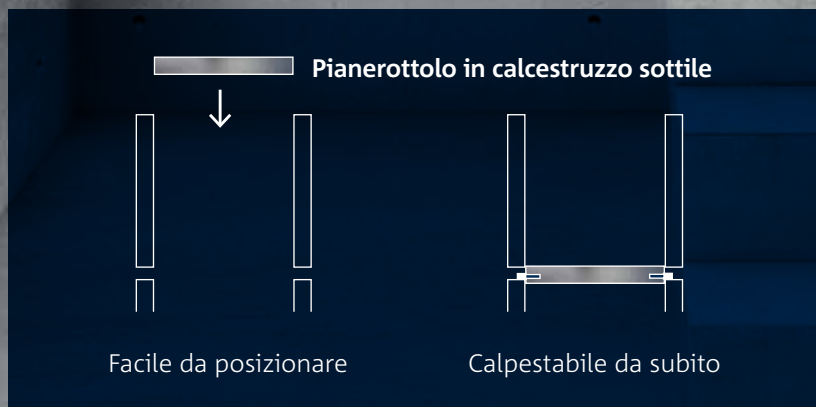 Pianerottolo in calcestruzzo sottile
Facile da posizionare
Calpestabile da subito